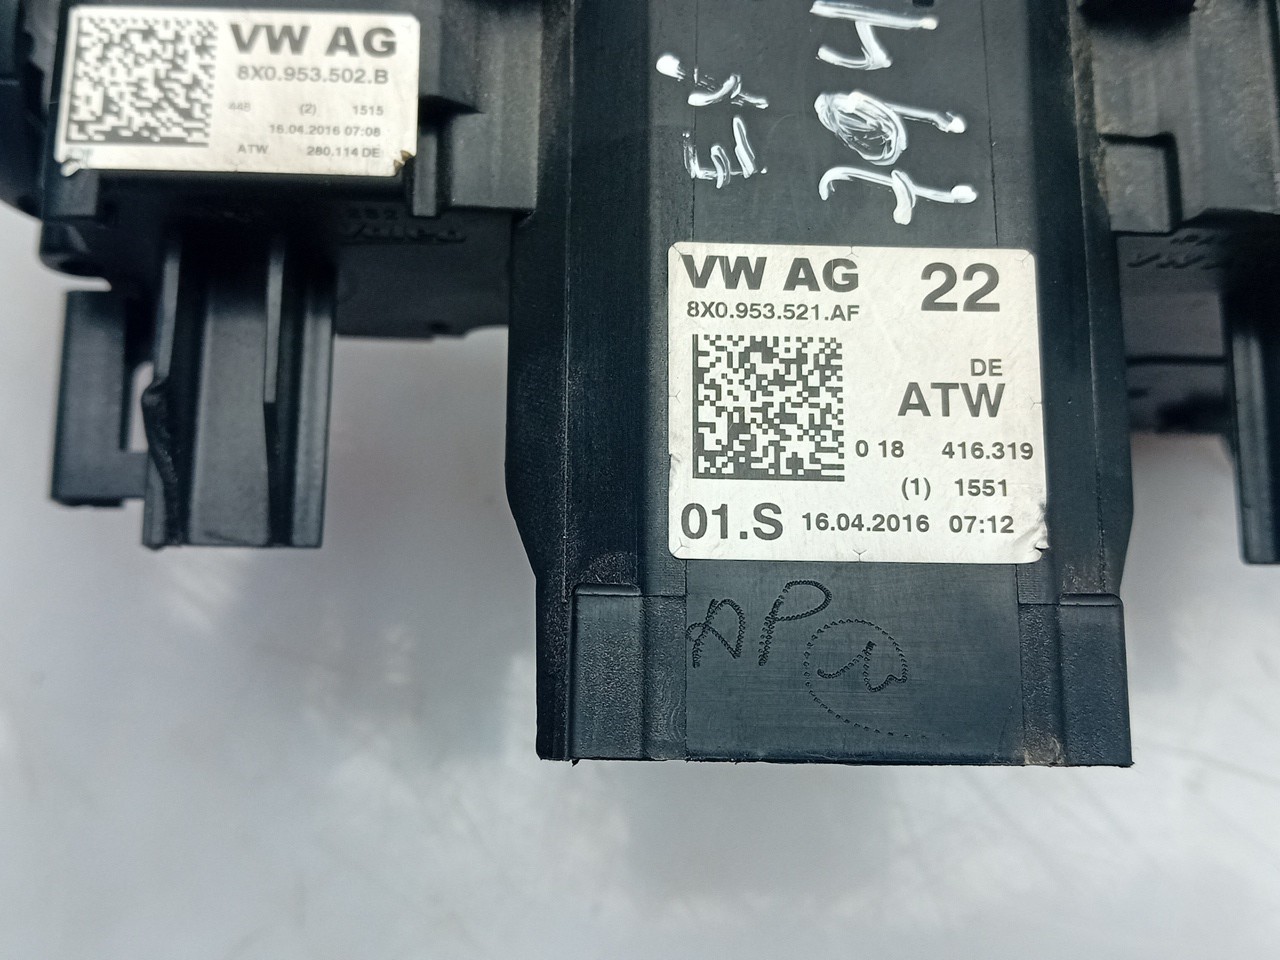 VW AG
8X0.953.502.B
448 (2) 1515
16.04.2016 07:08
ATW 280.114 DE
Valeo
VW AG 22
8X0.953.521.AF
DE
ATW
0 18 416.319
(1) 1551
01.S 16.04.2016 07:12
AP